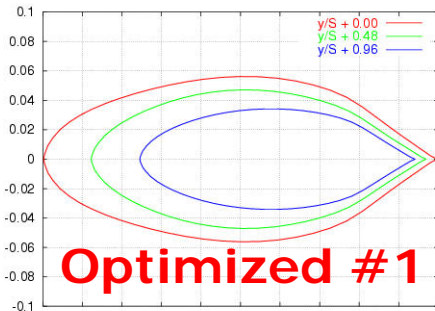 0.1
0.08
0.06
0.04
0.02
0
-0.02
-0.04
-0.06
-0.08
-0.1
y/S + 0.00
y/S + 0.48
y/S + 0.96
Optimized #1